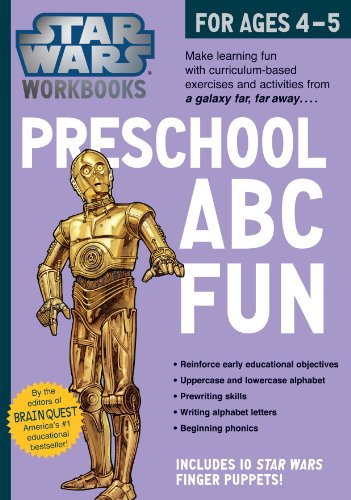 STAR
WARS®
WORKBOOKS
FOR AGES 4–5
Make learning fun
with curriculum-based
exercises and activities from
a galaxy far, far away. . . .
PRESCHOOL
ABC
FUN
• Reinforce early educational objectives
• Uppercase and lowercase alphabet
• Prewriting skills
• Writing alphabet letters
• Beginning phonics
By the
editors of
BRAIN QUEST
America's #1
educational
bestseller!
INCLUDES 10 STAR WARS
FINGER PUPPETS!